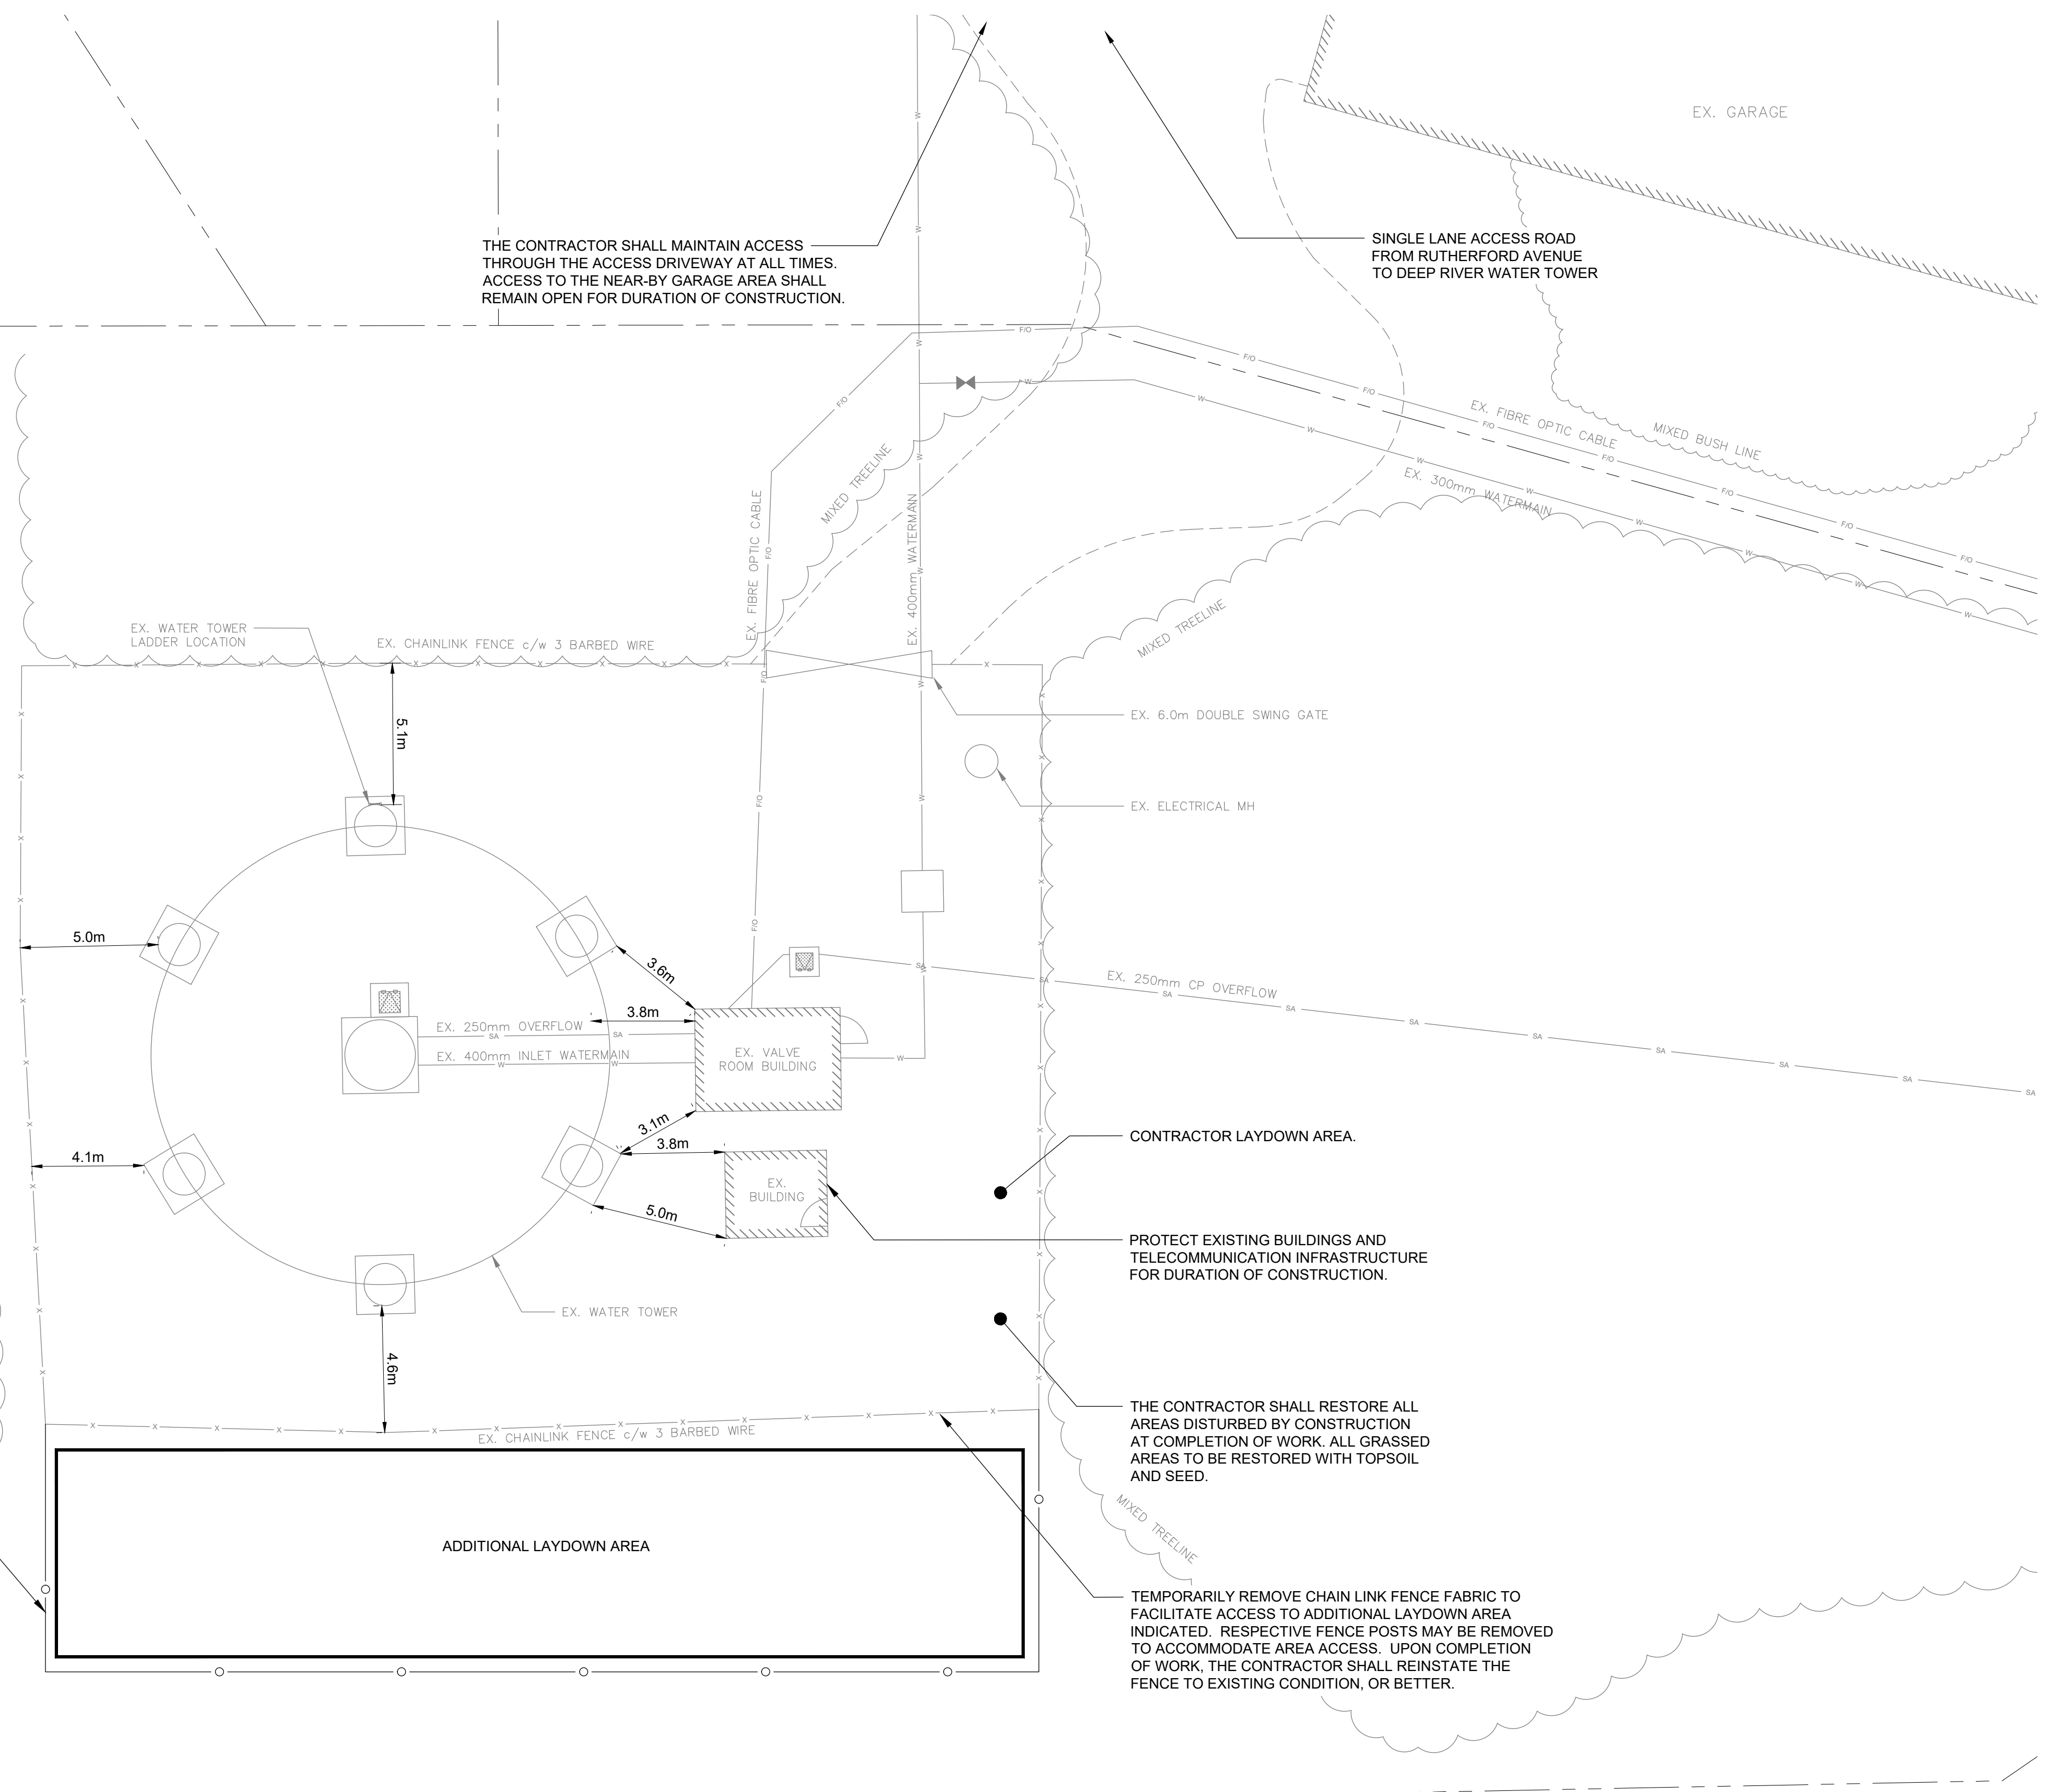 EX. GARAGE
THE CONTRACTOR SHALL MAINTAIN ACCESS
THROUGH THE ACCESS DRIVEWAY AT ALL TIMES.
ACCESS TO THE NEAR-BY GARAGE AREA SHALL
REMAIN OPEN FOR DURATION OF CONSTRUCTION.
SINGLE LANE ACCESS ROAD
FROM RUTHERFORD AVENUE
TO DEEP RIVER WATER TOWER
EX. FIBRE OPTIC CABLE
MIXED BUSH LINE
EX. 300mm WATERMAIN
MIXED TREELINE
EX. FIBRE OPTIC CABLE
EX. 400mm WATERMAIN
MIXED TREELINE
EX. WATER TOWER
LADDER LOCATION
EX. CHAINLINK FENCE c/w 3 BARBED WIRE
5.1m
EX. 6.0m DOUBLE SWING GATE
EX. ELECTRICAL MH
5.0m
3.6m
3.8m
EX. 250mm CP OVERFLOW
EX. 250mm OVERFLOW
EX. 400mm INLET WATERMAIN
EX. VALVE
ROOM BUILDING
3.1m
3.8m
4.1m
EX.
BUILDING
5.0m
CONTRACTOR LAYDOWN AREA.
PROTECT EXISTING BUILDINGS AND
TELECOMMUNICATION INFRASTRUCTURE
FOR DURATION OF CONSTRUCTION.
EX. WATER TOWER
4.6m
THE CONTRACTOR SHALL RESTORE ALL
AREAS DISTURBED BY CONSTRUCTION
AT COMPLETION OF WORK. ALL GRASSED
AREAS TO BE RESTORED WITH TOPSOIL
AND SEED.
EX. CHAINLINK FENCE c/w 3 BARBED WIRE
MIXED TREELINE
ADDITIONAL LAYDOWN AREA
TEMPORARILY REMOVE CHAIN LINK FENCE FABRIC TO
FACILITATE ACCESS TO ADDITIONAL LAYDOWN AREA
INDICATED. RESPECTIVE FENCE POSTS MAY BE REMOVED
TO ACCOMMODATE AREA ACCESS. UPON COMPLETION
OF WORK, THE CONTRACTOR SHALL REINSTATE THE
FENCE TO EXISTING CONDITION, OR BETTER.